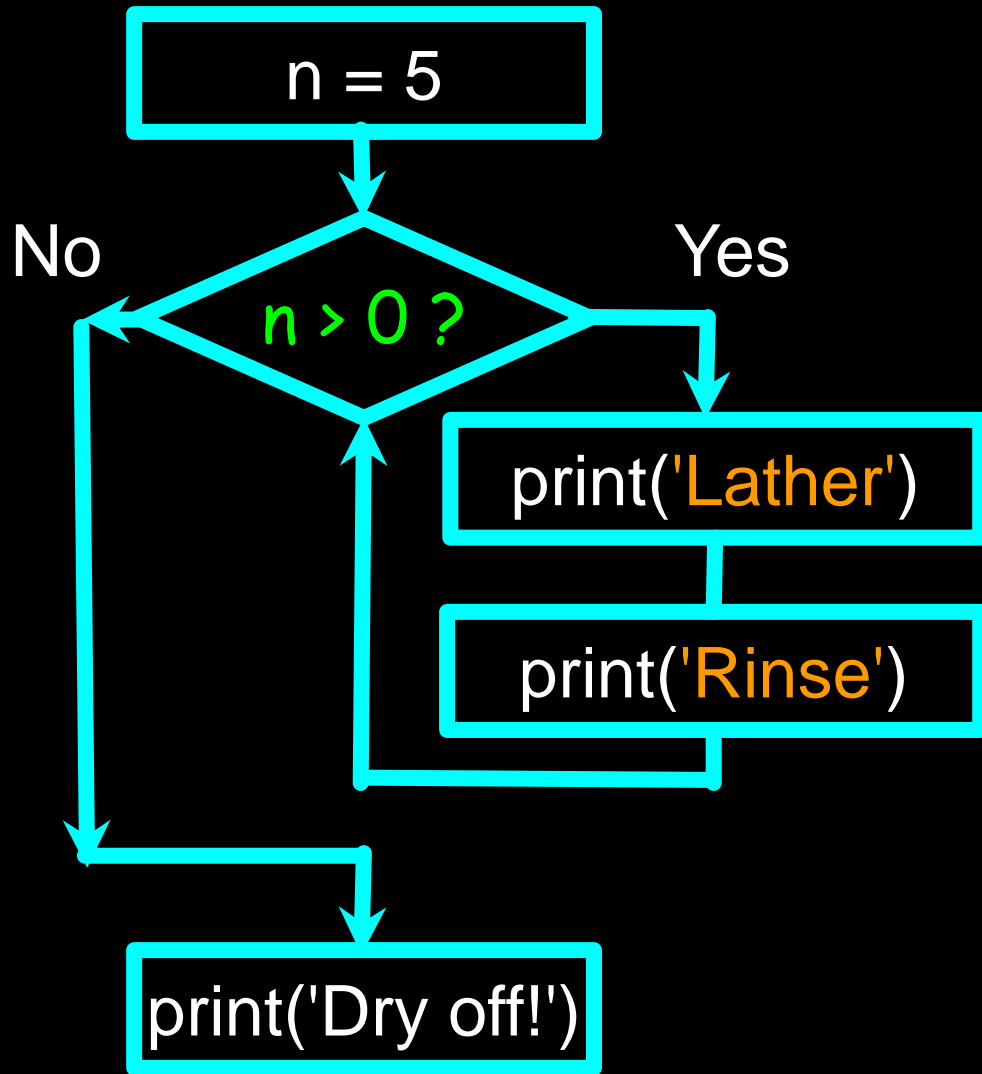 n = 5
No
Yes
n > 0 ?
print('Lather')
print('Rinse')
print('Dry off!')